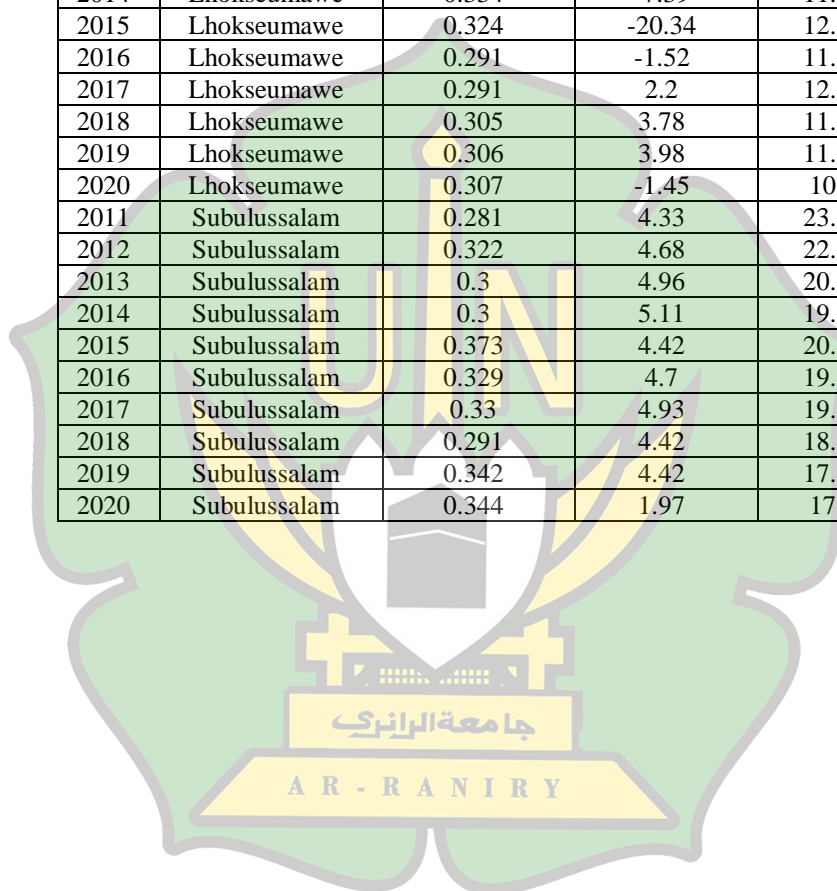 2015 Lhokseumawe 0.324 -20.34 12.
2016 Lhokseumawe 0.291 -1.52 11.
2017 Lhokseumawe 0.291 2.2 12.
2018 Lhokseumawe 0.305 3.78 11.
2019 Lhokseumawe 0.306 3.98 11.
2020 Lhokseumawe 0.307 -1.45 10
2011 Subulussalam 0.281 4.33 23.
2012 Subulussalam 0.322 4.68 22.
2013 Subulussalam 0.3 4.96 20.
2014 Subulussalam 0.3 5.11 19.
2015 Subulussalam 0.373 4.42 20.
2016 Subulussalam 0.329 4.7 19.
2017 Subulussalam 0.33 4.93 19.
2018 Subulussalam 0.291 4.42 18.
2019 Subulussalam 0.342 4.42 17.
2020 Subulussalam 0.344 1.97 17
UIN
جامعةالرانري
AR-RANIRY